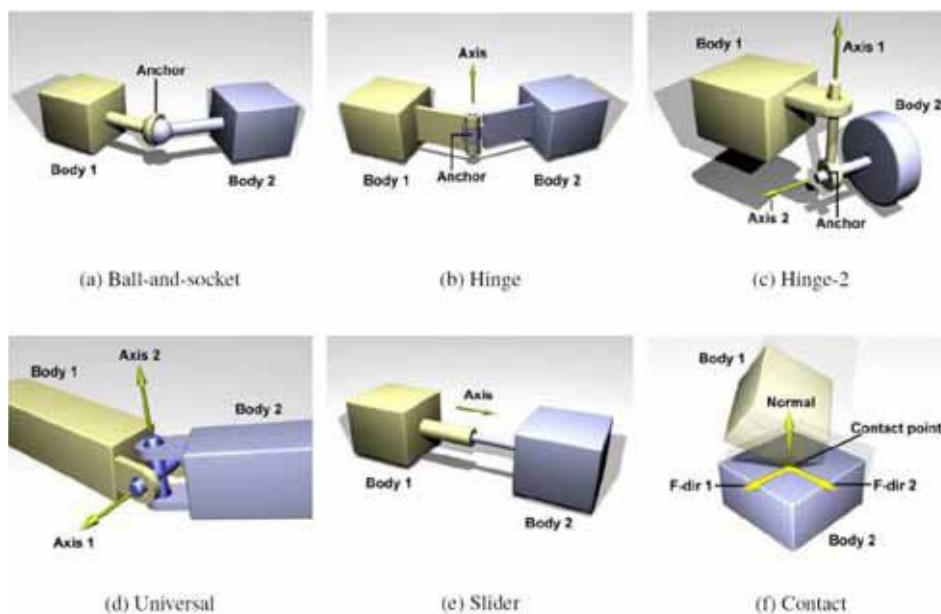 Anchor
Body 1
Body 2
(a) Ball-and-socket
Axis
Anchor
Body 1
Body 2
(b) Hinge
Body 1
Axis 1
Body 2
Axis 2
Anchor
(c) Hinge-2
Axis 2
Body 1
Body 2
Axis 1
(d) Universal
Axis
Body 1
Body 2
(e) Slider
Body 1
Normal
Contact point
F-dir 1
F-dir 2
Body 2
(f) Contact